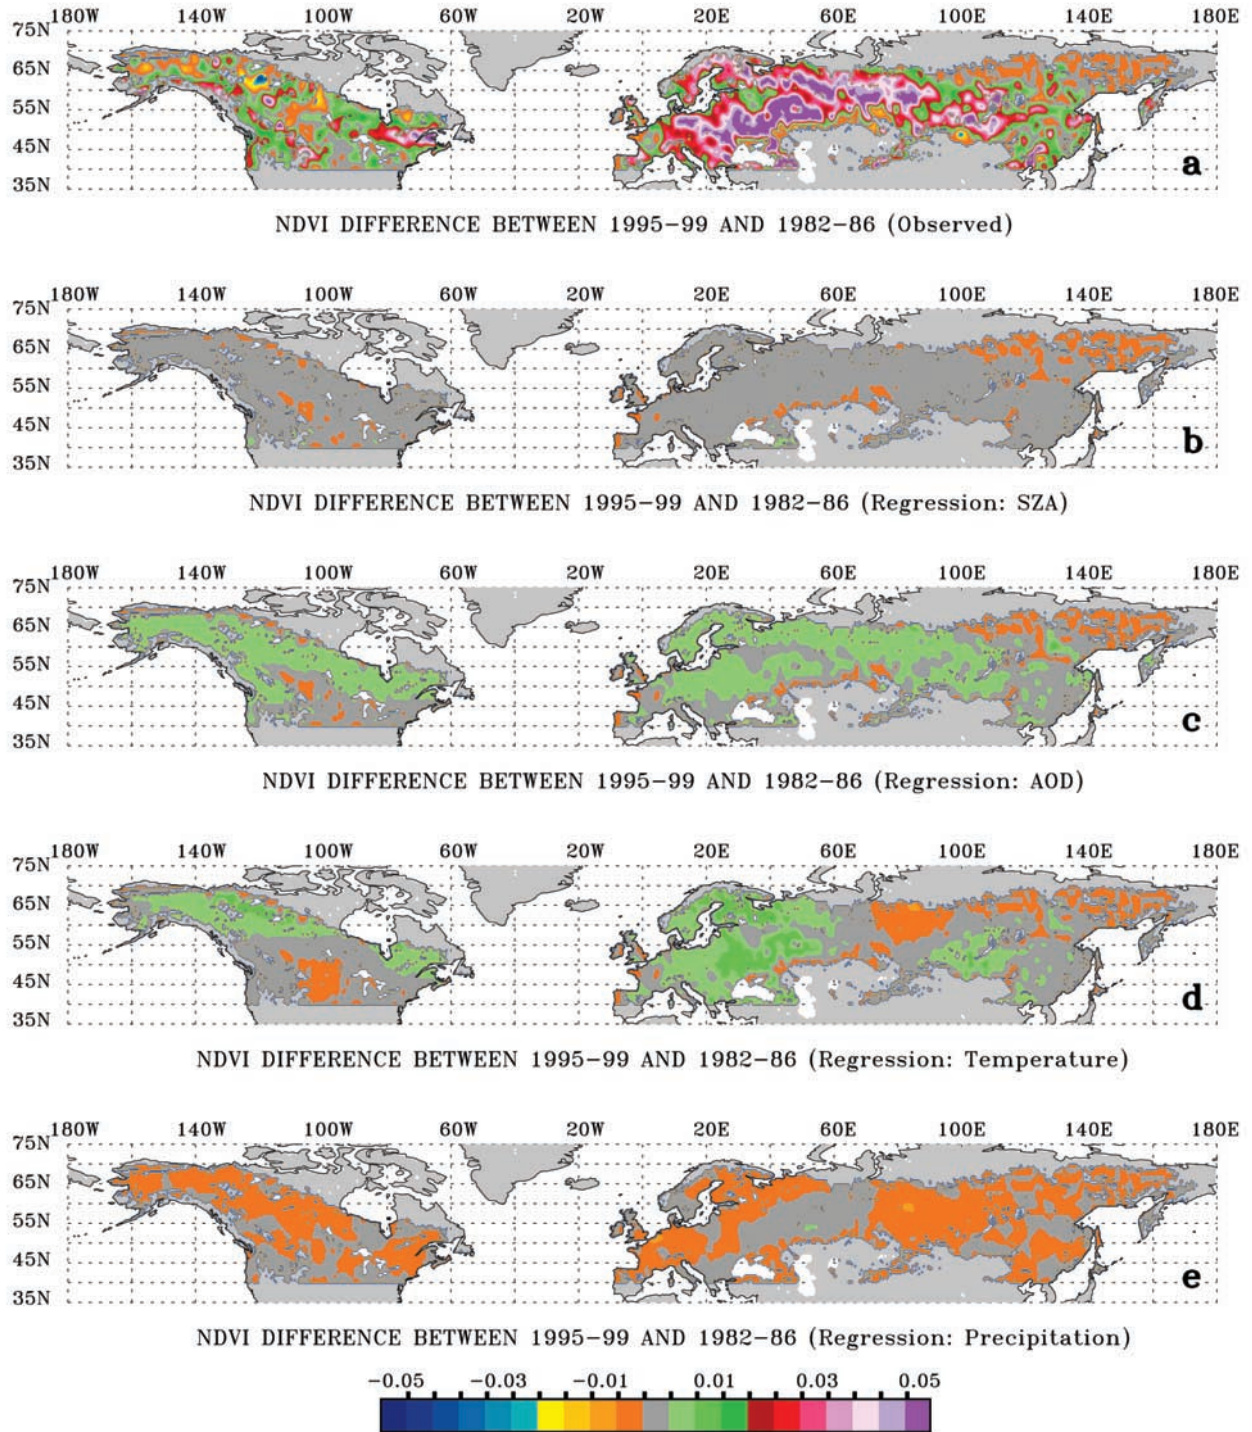 180W 140W 100W 60W 20W 20E 60E 100E 140E 180E
75N
65N
55N
45N
35N
a
NDVI DIFFERENCE BETWEEN 1995-99 AND 1982-86 (Observed)
180W 140W 100W 60W 20W 20E 60E 100E 140E 180E
75N
65N
55N
45N
35N
b
NDVI DIFFERENCE BETWEEN 1995-99 AND 1982-86 (Regression: SZA)
180W 140W 100W 60W 20W 20E 60E 100E 140E 180E
75N
65N
55N
45N
35N
c
NDVI DIFFERENCE BETWEEN 1995-99 AND 1982-86 (Regression: AOD)
180W 140W 100W 60W 20W 20E 60E 100E 140E 180E
75N
65N
55N
45N
35N
d
NDVI DIFFERENCE BETWEEN 1995-99 AND 1982-86 (Regression: Temperature)
180W 140W 100W 60W 20W 20E 60E 100E 140E 180E
75N
65N
55N
45N
35N
e
NDVI DIFFERENCE BETWEEN 1995-99 AND 1982-86 (Regression: Precipitation)
-0.05 -0.03 -0.01 0.01 0.03 0.05